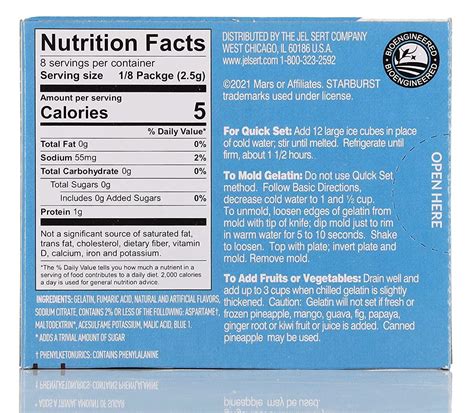 Nutrition Facts
8 servings per container
Serving size 1/8 Packge (2.5g)
Amount per serving
Calories 5
% Daily Value*
Total Fat 0g 0%
Sodium 55mg 2%
Total Carbohydrate 0g 0%
Total Sugars 0g
Includes 0g Added Sugars 0%
Protein 1g
Not a significant source of saturated fat,
trans fat, cholesterol, dietary fiber, vitamin
D, calcium, iron and potassium.
*The % Daily Value tells you how much a nutrient in a
serving of food contributes to a daily diet. 2,000 calories
a day is used for general nutrition advice.
INGREDIENTS: GELATIN, FUMARIC ACID, NATURAL AND ARTIFICIAL FLAVORS,
SODIUM CITRATE, CONTAINS 2% OR LESS OF THE FOLLOWING: ASPARTAME†,
MALTODEXTRIN*, ACESULFAME POTASSIUM, MALIC ACID, BLUE 1.
* ADDS A TRIVIAL AMOUNT OF SUGAR
† PHENYLKETONURICS: CONTAINS PHENYLALANINE
DISTRIBUTED BY THE JEL SERT COMPANY
WEST CHICAGO, IL 60186 U.S.A.
www.jelsert.com 1-800-323-2592
©2021 Mars or Affiliates. STARBURST
trademarks used under license.
For Quick Set: Add 12 large ice cubes in place
of cold water; stir until melted. Refrigerate until
firm, about 1 1/2 hours.
To Mold Gelatin: Do not use Quick Set
method. Follow Basic Directions,
decrease cold water to 1 and ½ cup.
To unmold, loosen edges of gelatin from
mold with tip of knife; dip mold just to rim
in warm water for 5 to 10 seconds. Shake
to loosen. Top with plate; invert plate and
mold. Remove mold.
To Add Fruits or Vegetables: Drain well and
add up to 3 cups when chilled gelatin is slightly
thickened. Caution: Gelatin will not set if fresh or
frozen pineapple, mango, guava, fig, papaya,
ginger root or kiwi fruit or juice is added. Canned
pineapple may be used.
BIOENGINEERED
BIOENGINEERED
OPEN HERE